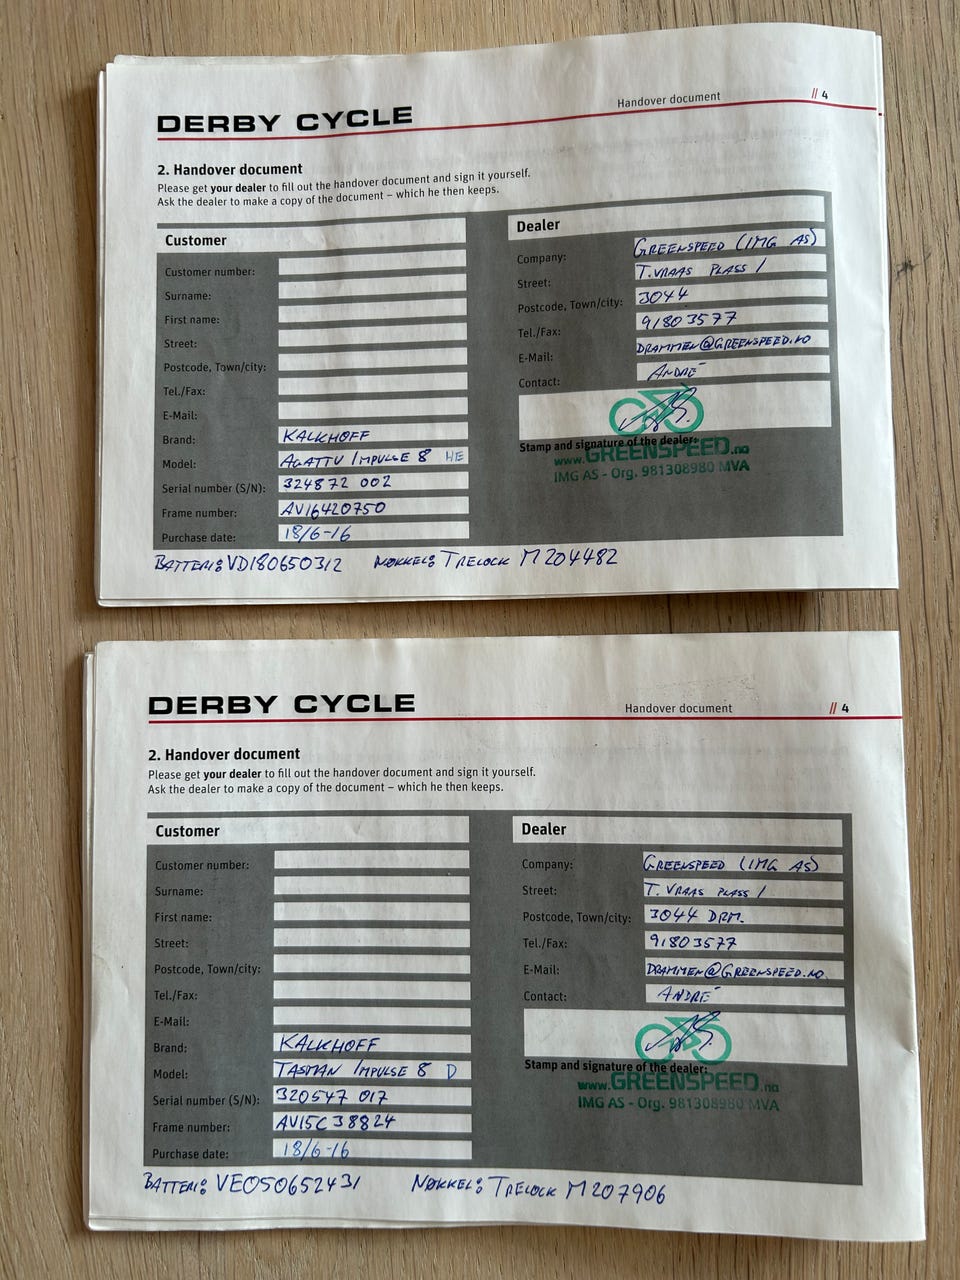 DERBY CYCLE
Handover document // 4
2. Handover document
Please get your dealer to fill out the handover document and sign it yourself.
Ask the dealer to make a copy of the document – which he then keeps.
Customer
Customer number:
Surname:
First name:
Street:
Postcode, Town/city:
Tel./Fax:
E-Mail:
Brand: KALKHOFF
Model: AGATTU IMPULSE 8 HE
Serial number (S/N): 324872 002
Frame number: AV16420750
Purchase date: 18/6-16
Dealer
Company: GREENSPEED (IMG AS)
Street: T. VRAAS PLASS 1
Postcode, Town/city: 3044
Tel./Fax: 91803577
E-Mail: DRAMMEN@GREENSPEED.NO
Contact: ANDRÉ
Stamp and signature of the dealer:
www.GREENSPEED.no
IMG AS - Org. 981308980 MVA
BATTERI: VD180650312 NØKKEL: TRELOCK M204482
DERBY CYCLE
Handover document // 4
2. Handover document
Please get your dealer to fill out the handover document and sign it yourself.
Ask the dealer to make a copy of the document – which he then keeps.
Customer
Customer number:
Surname:
First name:
Street:
Postcode, Town/city:
Tel./Fax:
E-Mail:
Brand: KALKHOFF
Model: TASMAN IMPULSE 8 D
Serial number (S/N): 320547 017
Frame number: AV15C38824
Purchase date: 18/6-16
Dealer
Company: GREENSPEED (IMG AS)
Street: T. VRAAS PLASS 1
Postcode, Town/city: 3044 DRM.
Tel./Fax: 91803577
E-Mail: DRAMMEN@GREENSPEED.NO
Contact: ANDRÉ
Stamp and signature of the dealer:
www.GREENSPEED.no
IMG AS - Org. 981308980 MVA
BATTERI: VE050652431 NØKKEL: TRELOCK M207906